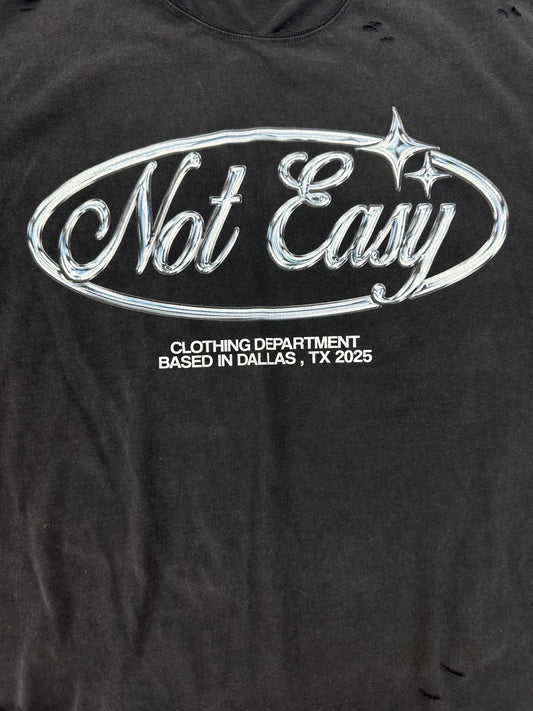 Not Easy
CLOTHING DEPARTMENT
BASED IN DALLAS , TX 2025